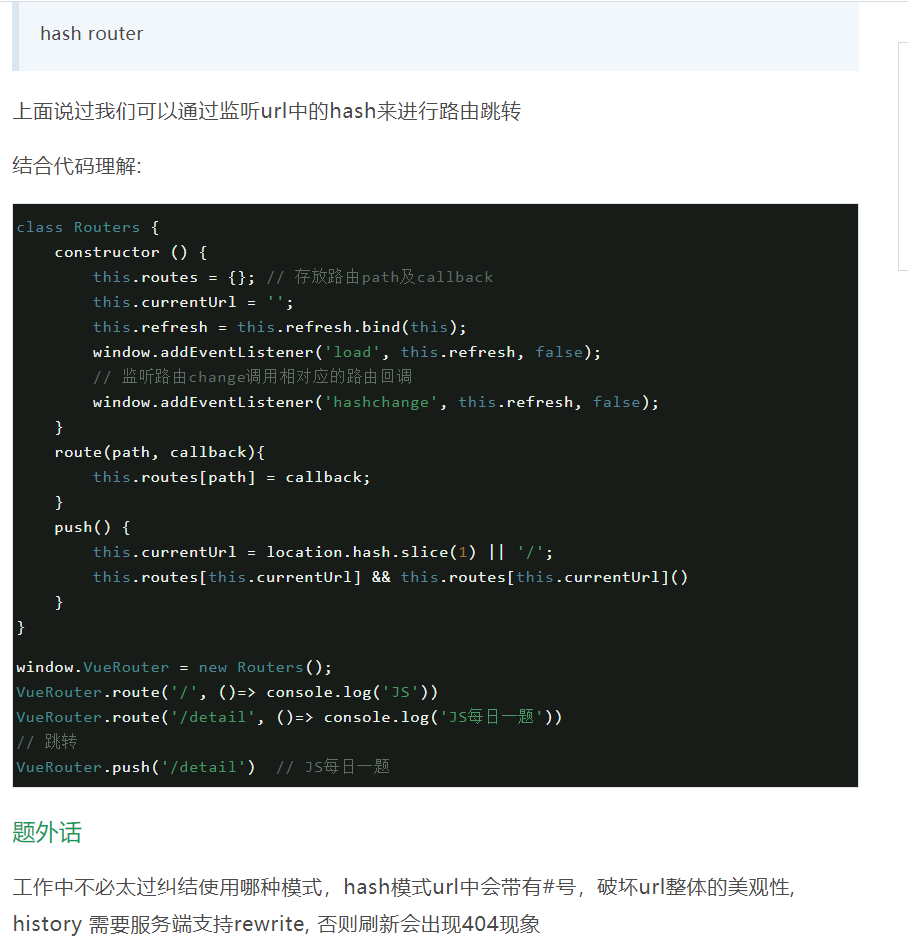 hash router
上面说过我们可以通过监听url中的hash来进行路由跳转
结合代码理解:
class Routers {
    constructor () {
        this.routes = {}; // 存放路由path及callback
        this.currentUrl = '';
        this.refresh = this.refresh.bind(this);
        window.addEventListener('load', this.refresh, false);
        // 监听路由change调用相对应的路由回调
        window.addEventListener('hashchange', this.refresh, false);
    }
    route(path, callback){
        this.routes[path] = callback;
    }
    push() {
        this.currentUrl = location.hash.slice(1) || '/';
        this.routes[this.currentUrl] && this.routes[this.currentUrl]()
    }
}
window.VueRouter = new Routers();
VueRouter.route('/', ()=> console.log('JS'))
VueRouter.route('/detail', ()=> console.log('JS每日一题'))
// 跳转
VueRouter.push('/detail')  // JS每日一题
题外话
工作中不必太过纠结使用哪种模式，hash模式url中会带有#号，破坏url整体的美观性,
history 需要服务端支持rewrite, 否则刷新会出现404现象